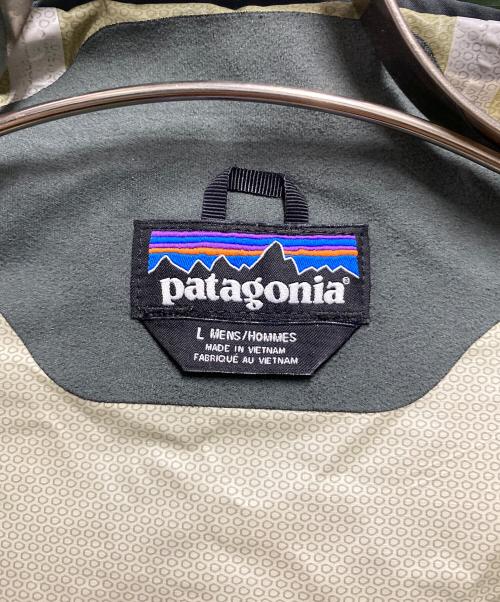 patagonia®
L MENS/HOMMES
MADE IN VIETNAM
FABRIQUÉ AU VIETNAM